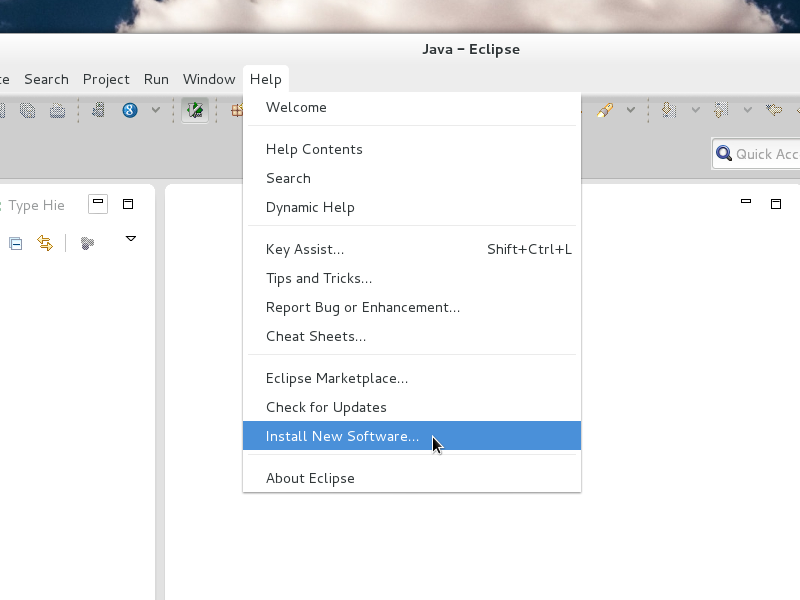 Java – Eclipse
te Search Project Run Window Help
Welcome
Help Contents
Quick Acc
Search
Type Hie
Dynamic Help
Key Assist... Shift+Ctrl+L
Tips and Tricks...
Report Bug or Enhancement...
Cheat Sheets...
Eclipse Marketplace...
Check for Updates
Install New Software...
About Eclipse